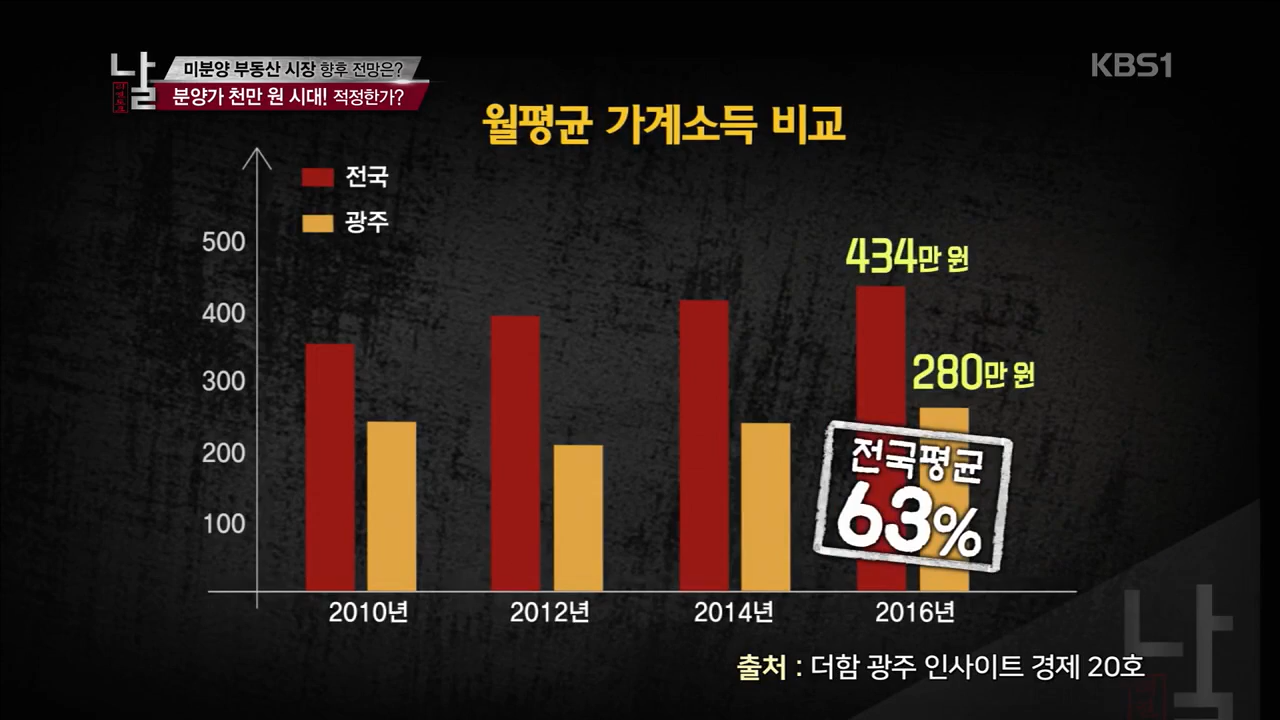 날
미분양 부동산 시장 향후 전망은?
분양가 천만 원 시대! 적정한가?
KBS1
월평균 가계소득 비교
전국
광주
500
400
300
200
100
434만 원
280만 원
전국평균
63%
2010년 2012년 2014년 2016년
출처 : 더함 광주 인사이트 경제 20호
날